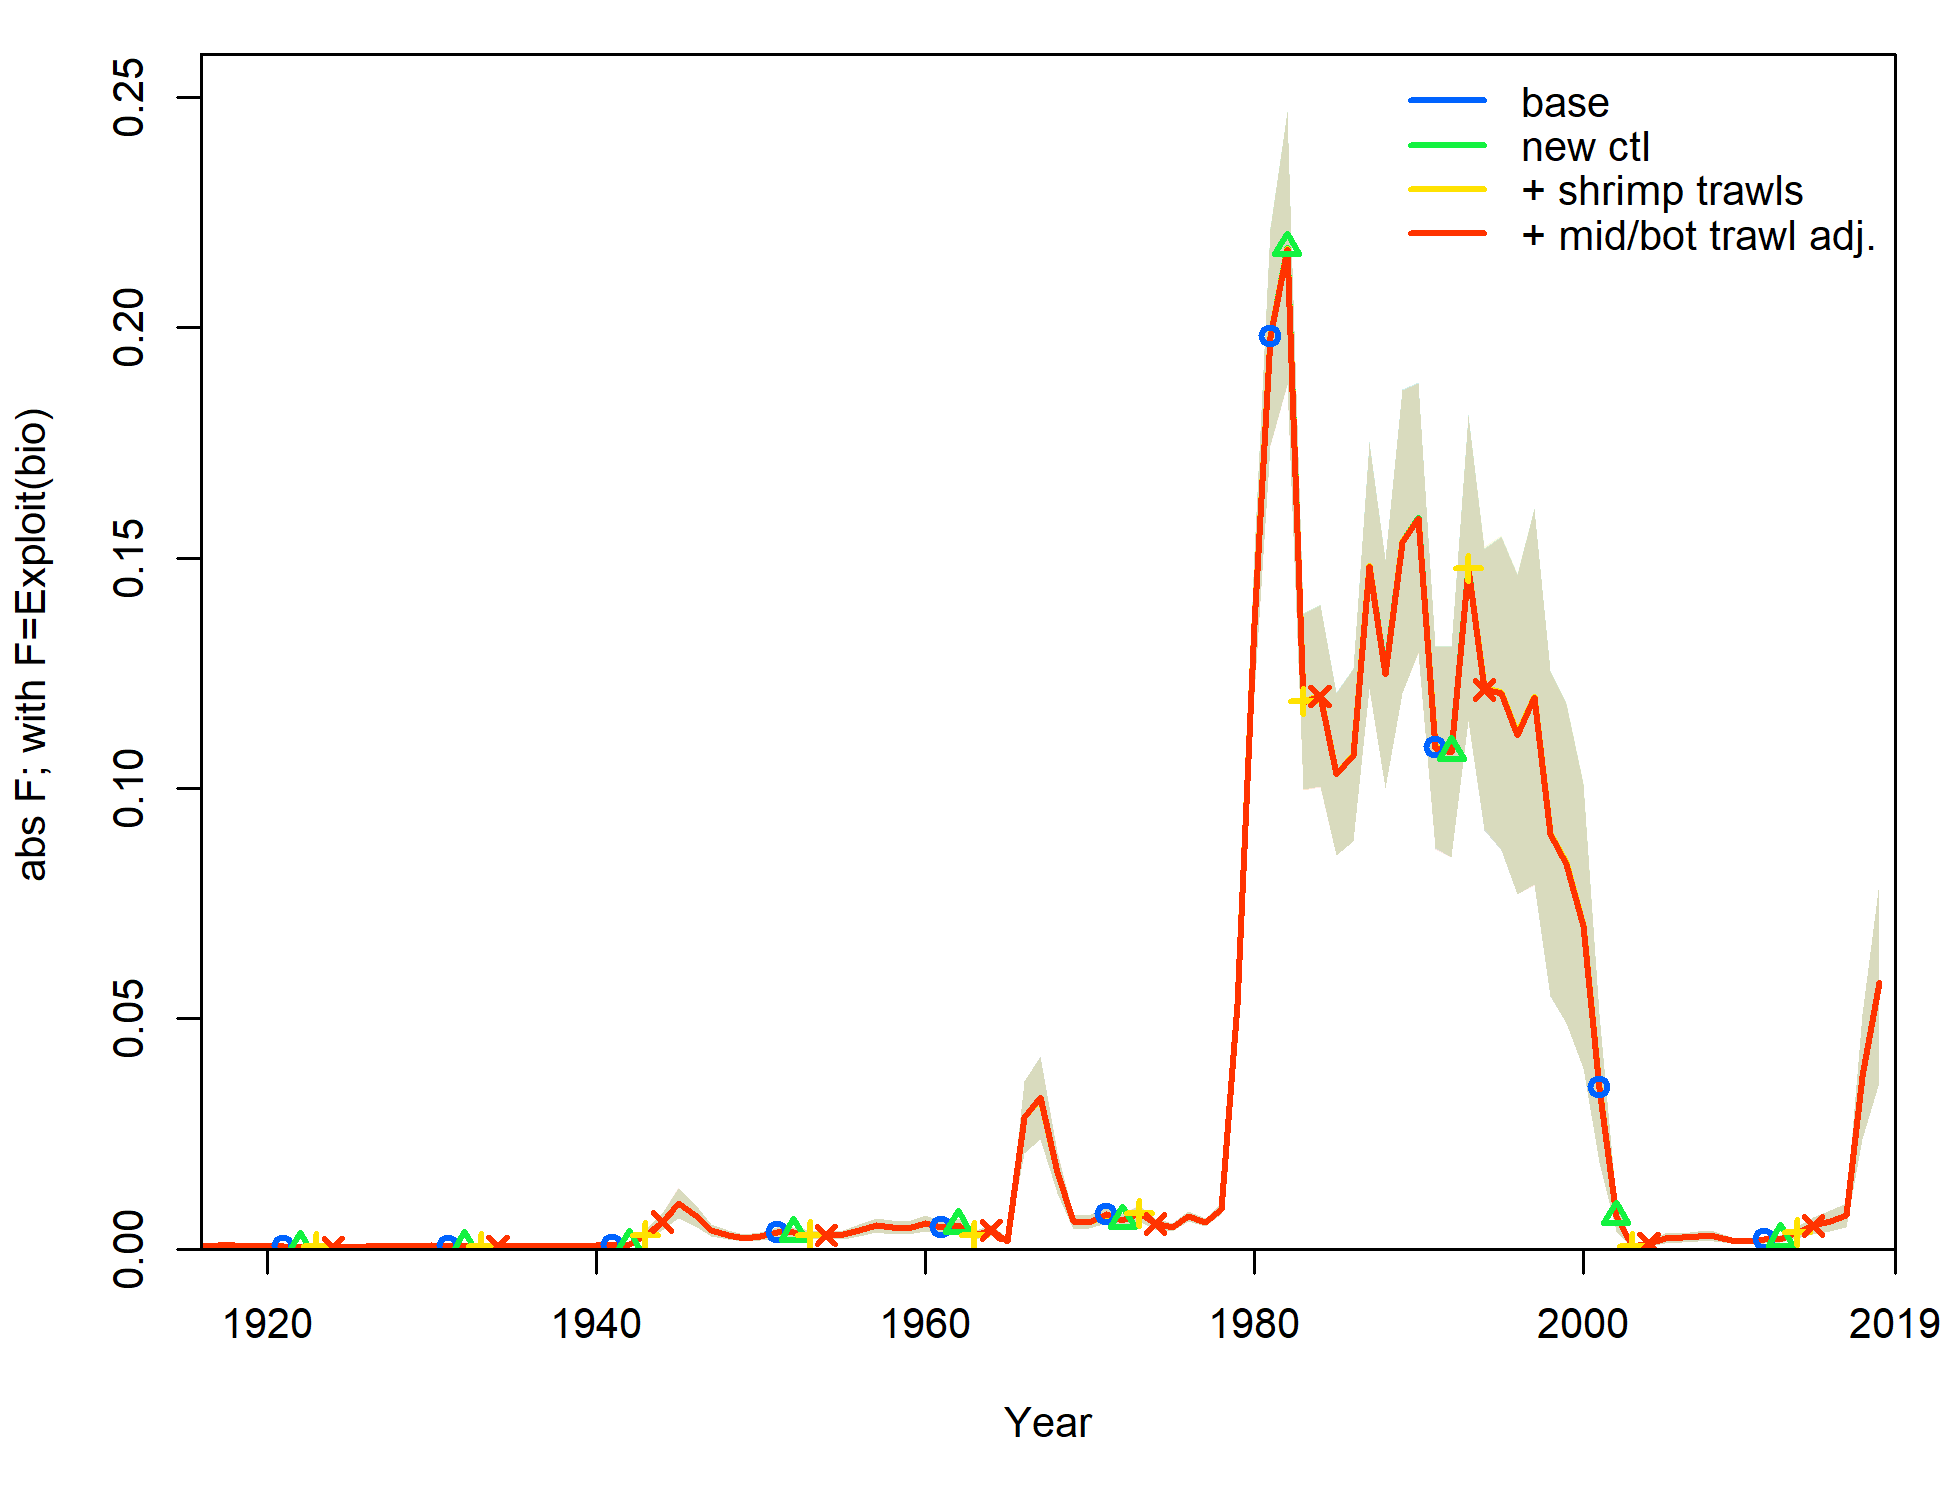 base
new ctl
+ shrimp trawls
+ mid/bot trawl adj.
abs F; with F=Exploit(bio)
0.25
0.20
0.15
0.10
0.05
0.00
1920 1940 1960 1980 2000 2019
Year